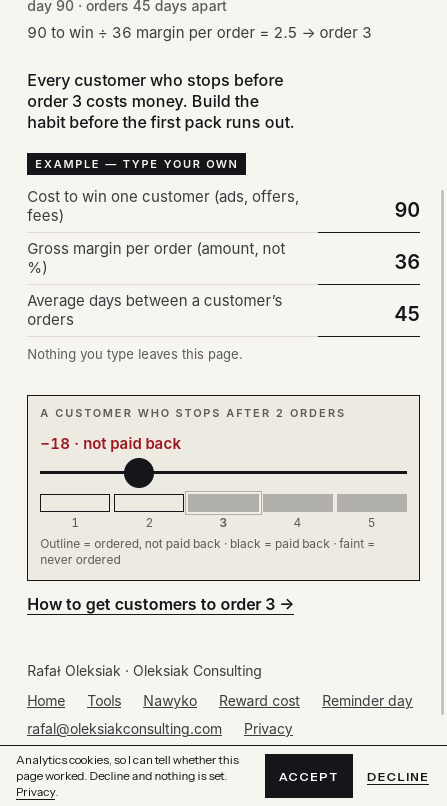 day 90 · orders 45 days apart
90 to win ÷ 36 margin per order = 2.5 → order 3
Every customer who stops before
order 3 costs money. Build the
habit before the first pack runs out.
EXAMPLE — TYPE YOUR OWN
Cost to win one customer (ads, offers,
fees)
90
Gross margin per order (amount, not
%)
36
Average days between a customer’s
orders
45
Nothing you type leaves this page.
A CUSTOMER WHO STOPS AFTER 2 ORDERS
−18 · not paid back
1 2 3 4 5
Outline = ordered, not paid back · black = paid back · faint =
never ordered
How to get customers to order 3 →
Rafał Oleksiak · Oleksiak Consulting
Home Tools Nawyko Reward cost Reminder day
rafal@oleksiakconsulting.com Privacy
Analytics cookies, so I can tell whether this
page worked. Decline and nothing is set.
Privacy.
ACCEPT DECLINE